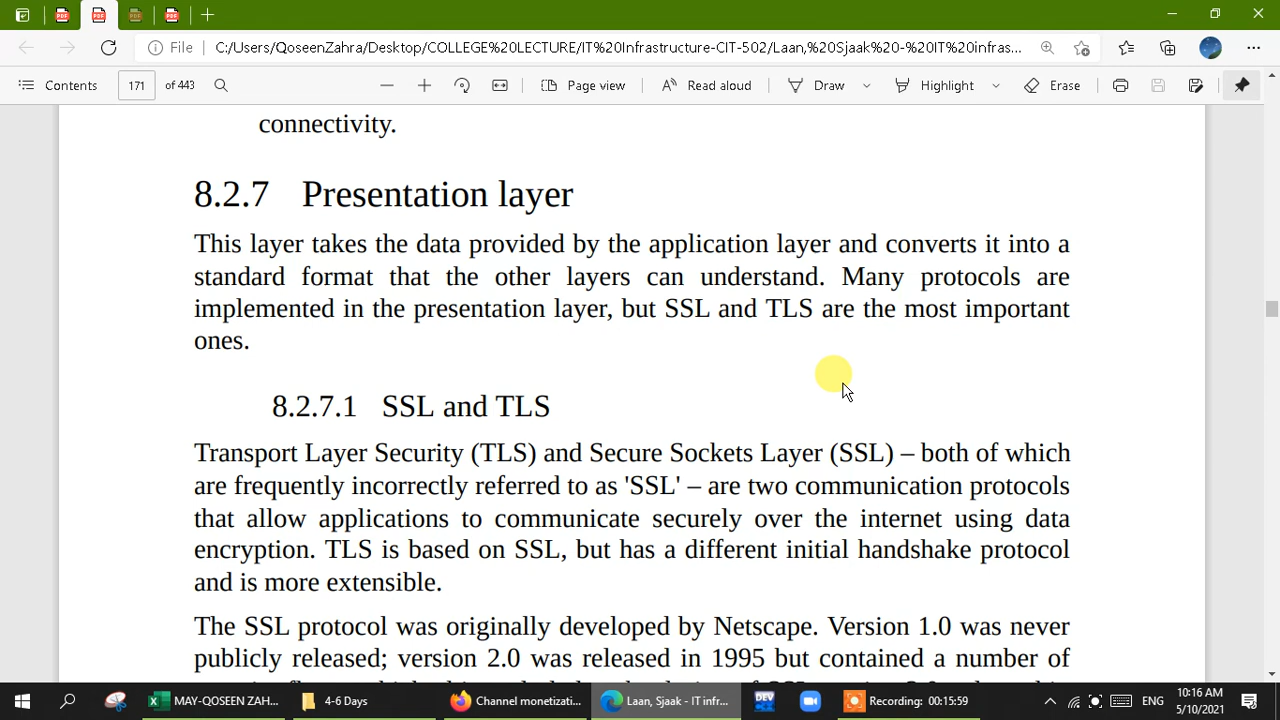 File
C:/Users/QoseenZahra/Desktop/COLLEGE%20LECTURE/IT%20Infrastructure-CIT-502/Laan,%20Sjaak%20-%20IT%20infras...
Contents 171 of 443 Page view Read aloud Draw Highlight Erase
connectivity.
8.2.7 Presentation layer
This layer takes the data provided by the application layer and converts it into a
standard format that the other layers can understand. Many protocols are
implemented in the presentation layer, but SSL and TLS are the most important
ones.
8.2.7.1 SSL and TLS
Transport Layer Security (TLS) and Secure Sockets Layer (SSL) – both of which
are frequently incorrectly referred to as 'SSL' – are two communication protocols
that allow applications to communicate securely over the internet using data
encryption. TLS is based on SSL, but has a different initial handshake protocol
and is more extensible.
The SSL protocol was originally developed by Netscape. Version 1.0 was never
publicly released; version 2.0 was released in 1995 but contained a number of
MAY-QOSEEN ZAH... 4-6 Days Channel monetizati... Laan, Sjaak - IT infr... DEV Recording: 00:15:59 ENG 10:16 AM
5/10/2021